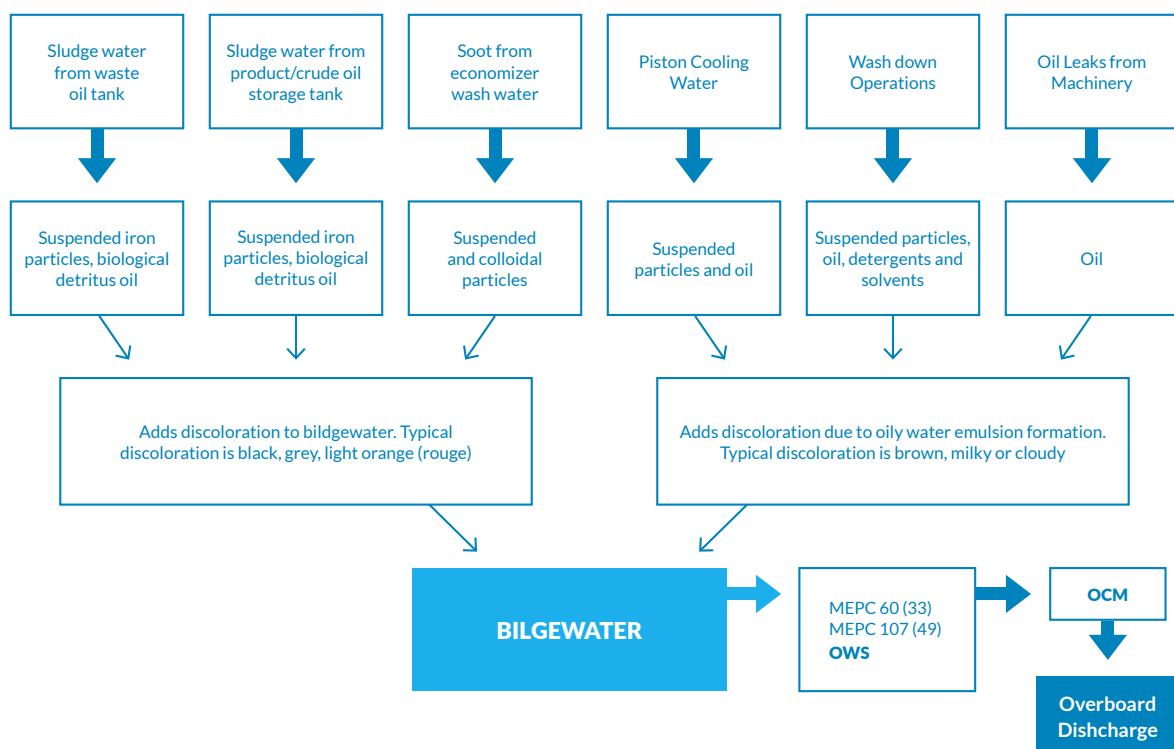 Sludge water
from waste
oil tank
Sludge water from
product/crude oil
storage tank
Soot from
economizer
wash water
Piston Cooling
Water
Wash down
Operations
Oil Leaks from
Machinery
Suspended iron
particles, biological
detritus oil
Suspended iron
particles, biological
detritus oil
Suspended
and colloidal
particles
Suspended
particles and oil
Suspended particles,
oil, detergents and
solvents
Oil
Adds discoloration to bildgewater. Typical
discoloration is black, grey, light orange (rouge)
Adds discoloration due to oily water emulsion formation.
Typical discoloration is brown, milky or cloudy
BILGEWATER
MEPC 60 (33)
MEPC 107 (49)
OWS
OCM
Overboard
Dishcharge